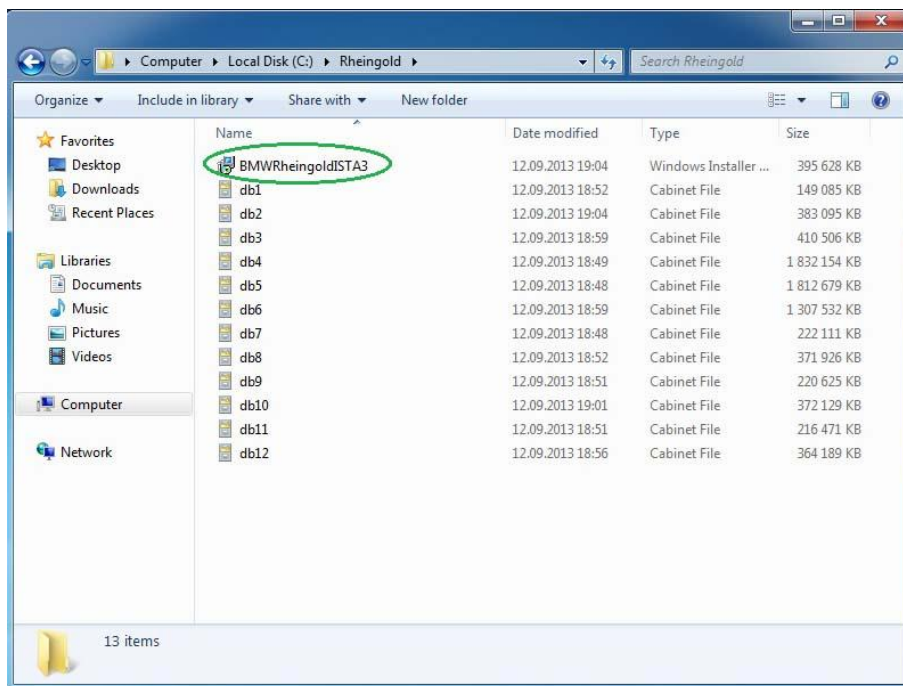 Computer Local Disk (C:) Rheingold Search Rheingold
Organize Include in library Share with New folder
Favorites
Desktop
Downloads
Recent Places
Libraries
Documents
Music
Pictures
Videos
Computer
Network
Name Date modified Type Size
BMWRheingoldISTA3 12.09.2013 19:04 Windows Installer ... 395 628 KB
db1 12.09.2013 18:52 Cabinet File 149 085 KB
db2 12.09.2013 19:04 Cabinet File 383 095 KB
db3 12.09.2013 18:59 Cabinet File 410 506 KB
db4 12.09.2013 18:49 Cabinet File 1 832 154 KB
db5 12.09.2013 18:48 Cabinet File 1 812 679 KB
db6 12.09.2013 18:59 Cabinet File 1 307 532 KB
db7 12.09.2013 18:48 Cabinet File 222 111 KB
db8 12.09.2013 18:52 Cabinet File 371 926 KB
db9 12.09.2013 18:51 Cabinet File 220 625 KB
db10 12.09.2013 19:01 Cabinet File 372 129 KB
db11 12.09.2013 18:51 Cabinet File 216 471 KB
db12 12.09.2013 18:56 Cabinet File 364 189 KB
13 items